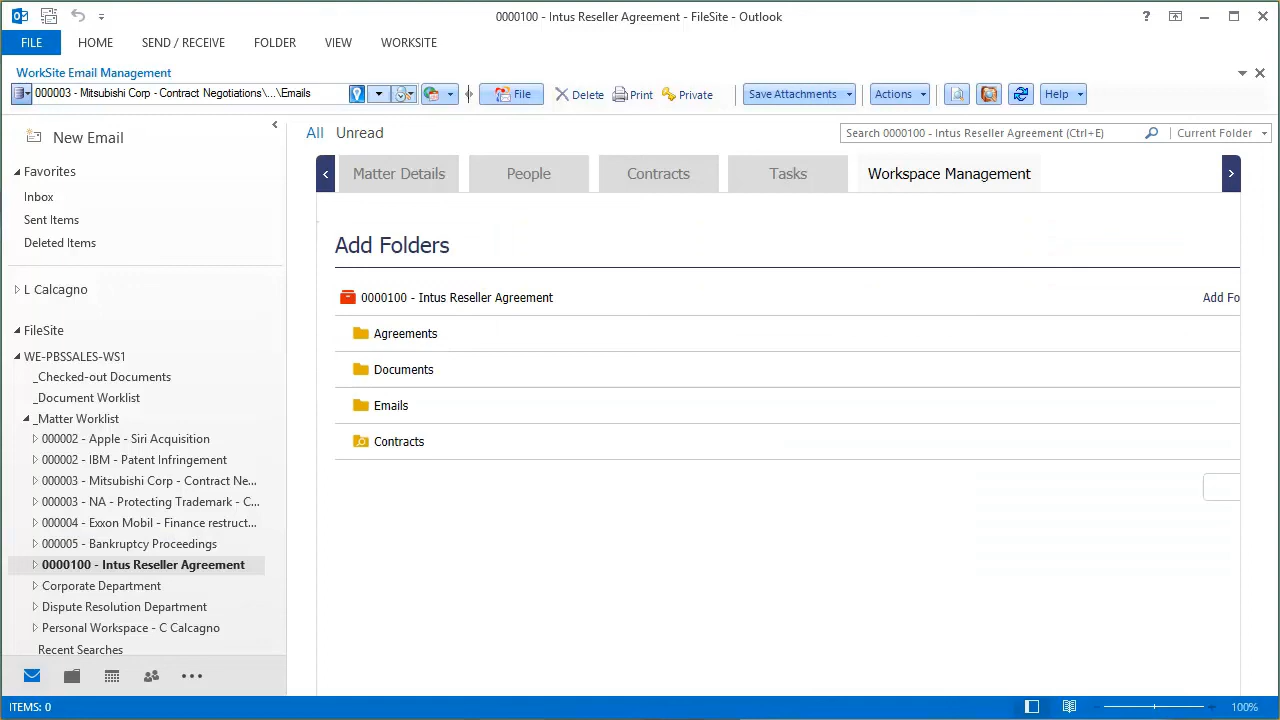 0000100 - Intus Reseller Agreement - FileSite - Outlook
?
FILE HOME SEND / RECEIVE FOLDER VIEW WORKSITE
WorkSite Email Management
000003 - Mitsubishi Corp - Contract Negotiations\...\Emails File Delete Print Private Save Attachments Actions Help
New Email
Favorites
Inbox
Sent Items
Deleted Items
L Calcagno
FileSite
WE-PBSSALES-WS1
_Checked-out Documents
_Document Worklist
_Matter Worklist
000002 - Apple - Siri Acquisition
000002 - IBM - Patent Infringement
000003 - Mitsubishi Corp - Contract Ne...
000003 - NA - Protecting Trademark - C...
000004 - Exxon Mobil - Finance restruct...
000005 - Bankruptcy Proceedings
0000100 - Intus Reseller Agreement
Corporate Department
Dispute Resolution Department
Personal Workspace - C Calcagno
Recent Searches
All Unread
Search 0000100 - Intus Reseller Agreement (Ctrl+E) Current Folder
Matter Details People Contracts Tasks Workspace Management
Add Folders
0000100 - Intus Reseller Agreement Add Fo
Agreements
Documents
Emails
Contracts
ITEMS: 0 100%